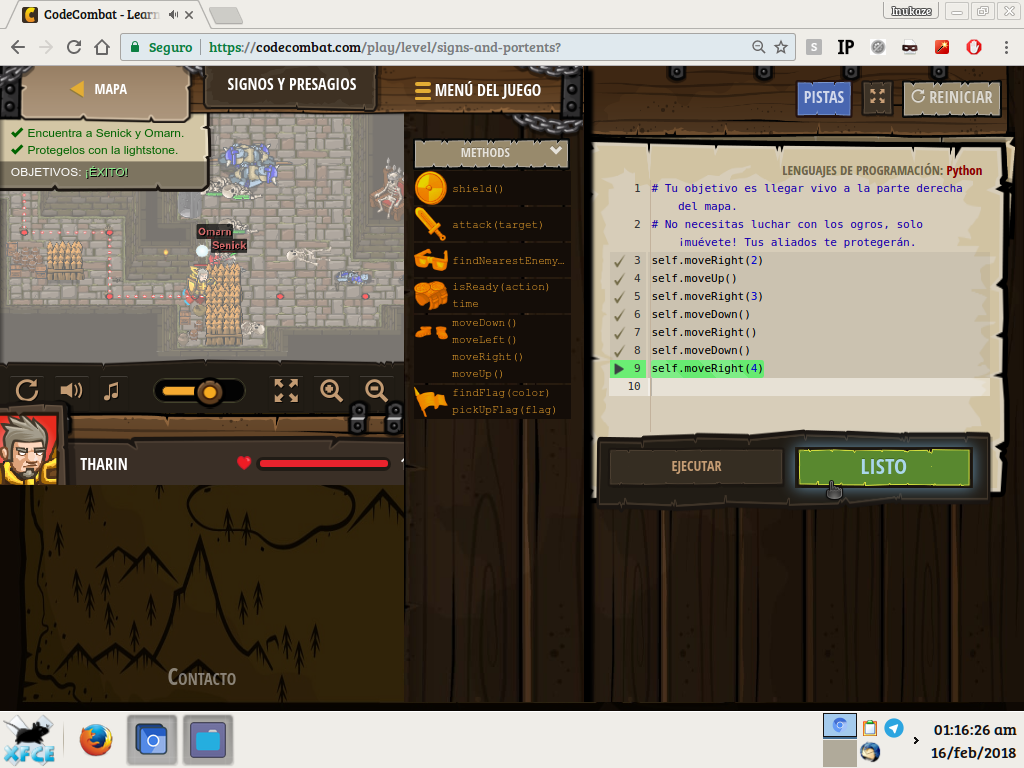 CodeCombat - Learn
Inukaze
Seguro
https://codecombat.com/play/level/signs-and-portents?
S
IP
MAPA
SIGNOS Y PRESAGIOS
MENÚ DEL JUEGO
PISTAS
REINICIAR
Encuentra a Senick y Omarn.
Protegelos con la lightstone.
OBJETIVOS: ¡ÉXITO!
Omarn
Senick
METHODS
shield()
attack(target)
findNearestEnemy…
isReady(action)
time
moveDown()
moveLeft()
moveRight()
moveUp()
findFlag(color)
pickUpFlag(flag)
LENGUAJES DE PROGRAMACIÓN: Python
1 # Tu objetivo es llegar vivo a la parte derecha
del mapa.
2 # No necesitas luchar con los ogros, solo
¡muévete! Tus aliados te protegerán.
3 self.moveRight(2)
4 self.moveUp()
5 self.moveRight(3)
6 self.moveDown()
7 self.moveRight()
8 self.moveDown()
9 self.moveRight(4)
10
EJECUTAR
LISTO
THARIN
CONTACTO
XFCE
01:16:26 am
16/feb/2018